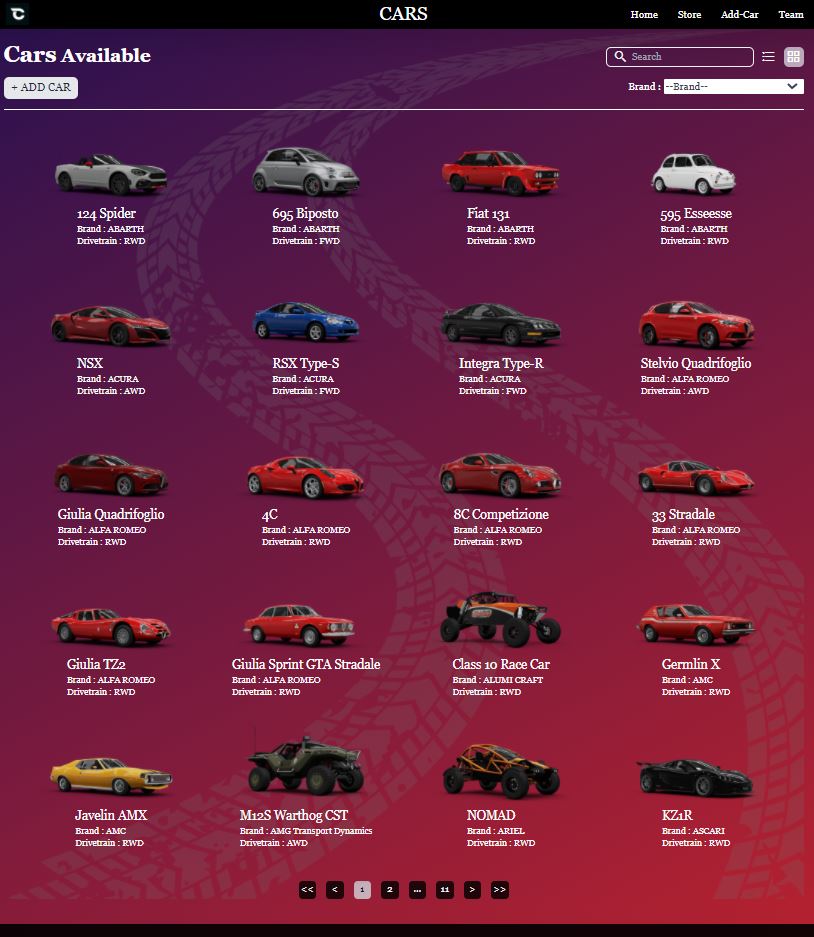 CARS
Home Store Add-Car Team
Cars Available
Search
+ ADD CAR
Brand : --Brand--
124 Spider
Brand : ABARTH
Drivetrain : RWD
695 Biposto
Brand : ABARTH
Drivetrain : FWD
Fiat 131
Brand : ABARTH
Drivetrain : RWD
595 Esseesse
Brand : ABARTH
Drivetrain : RWD
NSX
Brand : ACURA
Drivetrain : AWD
RSX Type-S
Brand : ACURA
Drivetrain : FWD
Integra Type-R
Brand : ACURA
Drivetrain : FWD
Stelvio Quadrifoglio
Brand : ALFA ROMEO
Drivetrain : AWD
Giulia Quadrifoglio
Brand : ALFA ROMEO
Drivetrain : RWD
4C
Brand : ALFA ROMEO
Drivetrain : RWD
8C Competizione
Brand : ALFA ROMEO
Drivetrain : RWD
33 Stradale
Brand : ALFA ROMEO
Drivetrain : RWD
Giulia TZ2
Brand : ALFA ROMEO
Drivetrain : RWD
Giulia Sprint GTA Stradale
Brand : ALFA ROMEO
Drivetrain : RWD
Class 10 Race Car
Brand : ALUMI CRAFT
Drivetrain : RWD
Germlin X
Brand : AMC
Drivetrain : RWD
Javelin AMX
Brand : AMC
Drivetrain : RWD
M12S Warthog CST
Brand : AMG Transport Dynamics
Drivetrain : AWD
NOMAD
Brand : ARIEL
Drivetrain : RWD
KZ1R
Brand : ASCARI
Drivetrain : RWD
<< < 1 2 ... 11 > >>